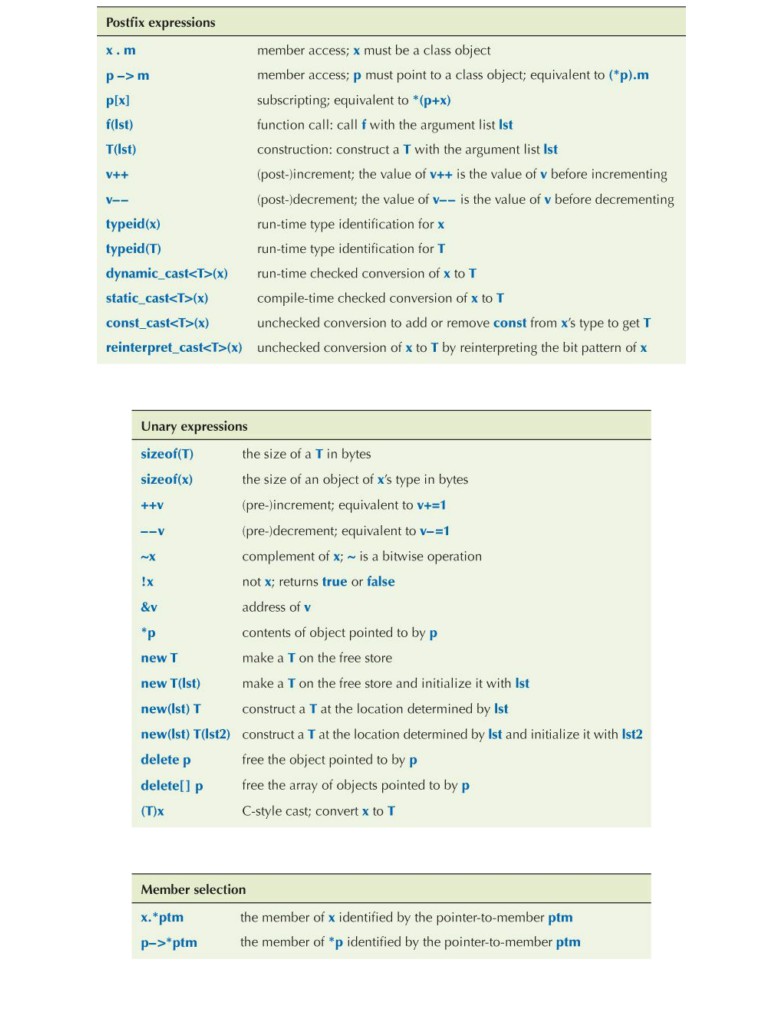 Postfix expressions
x . m member access; x must be a class object
p –> m member access; p must point to a class object; equivalent to (*p).m
p[x] subscripting; equivalent to *(p+x)
f(lst) function call: call f with the argument list lst
T(lst) construction: construct a T with the argument list lst
v++ (post-)increment; the value of v++ is the value of v before incrementing
v–– (post-)decrement; the value of v–– is the value of v before decrementing
typeid(x) run-time type identification for x
typeid(T) run-time type identification for T
dynamic_cast<T>(x) run-time checked conversion of x to T
static_cast<T>(x) compile-time checked conversion of x to T
const_cast<T>(x) unchecked conversion to add or remove const from x's type to get T
reinterpret_cast<T>(x) unchecked conversion of x to T by reinterpreting the bit pattern of x
Unary expressions
sizeof(T) the size of a T in bytes
sizeof(x) the size of an object of x's type in bytes
++v (pre-)increment; equivalent to v+=1
––v (pre-)decrement; equivalent to v–=1
~x complement of x; ~ is a bitwise operation
!x not x; returns true or false
&v address of v
*p contents of object pointed to by p
new T make a T on the free store
new T(lst) make a T on the free store and initialize it with lst
new(lst) T construct a T at the location determined by lst
new(lst) T(lst2) construct a T at the location determined by lst and initialize it with lst2
delete p free the object pointed to by p
delete[] p free the array of objects pointed to by p
(T)x C-style cast; convert x to T
Member selection
x.*ptm the member of x identified by the pointer-to-member ptm
p–>*ptm the member of *p identified by the pointer-to-member ptm